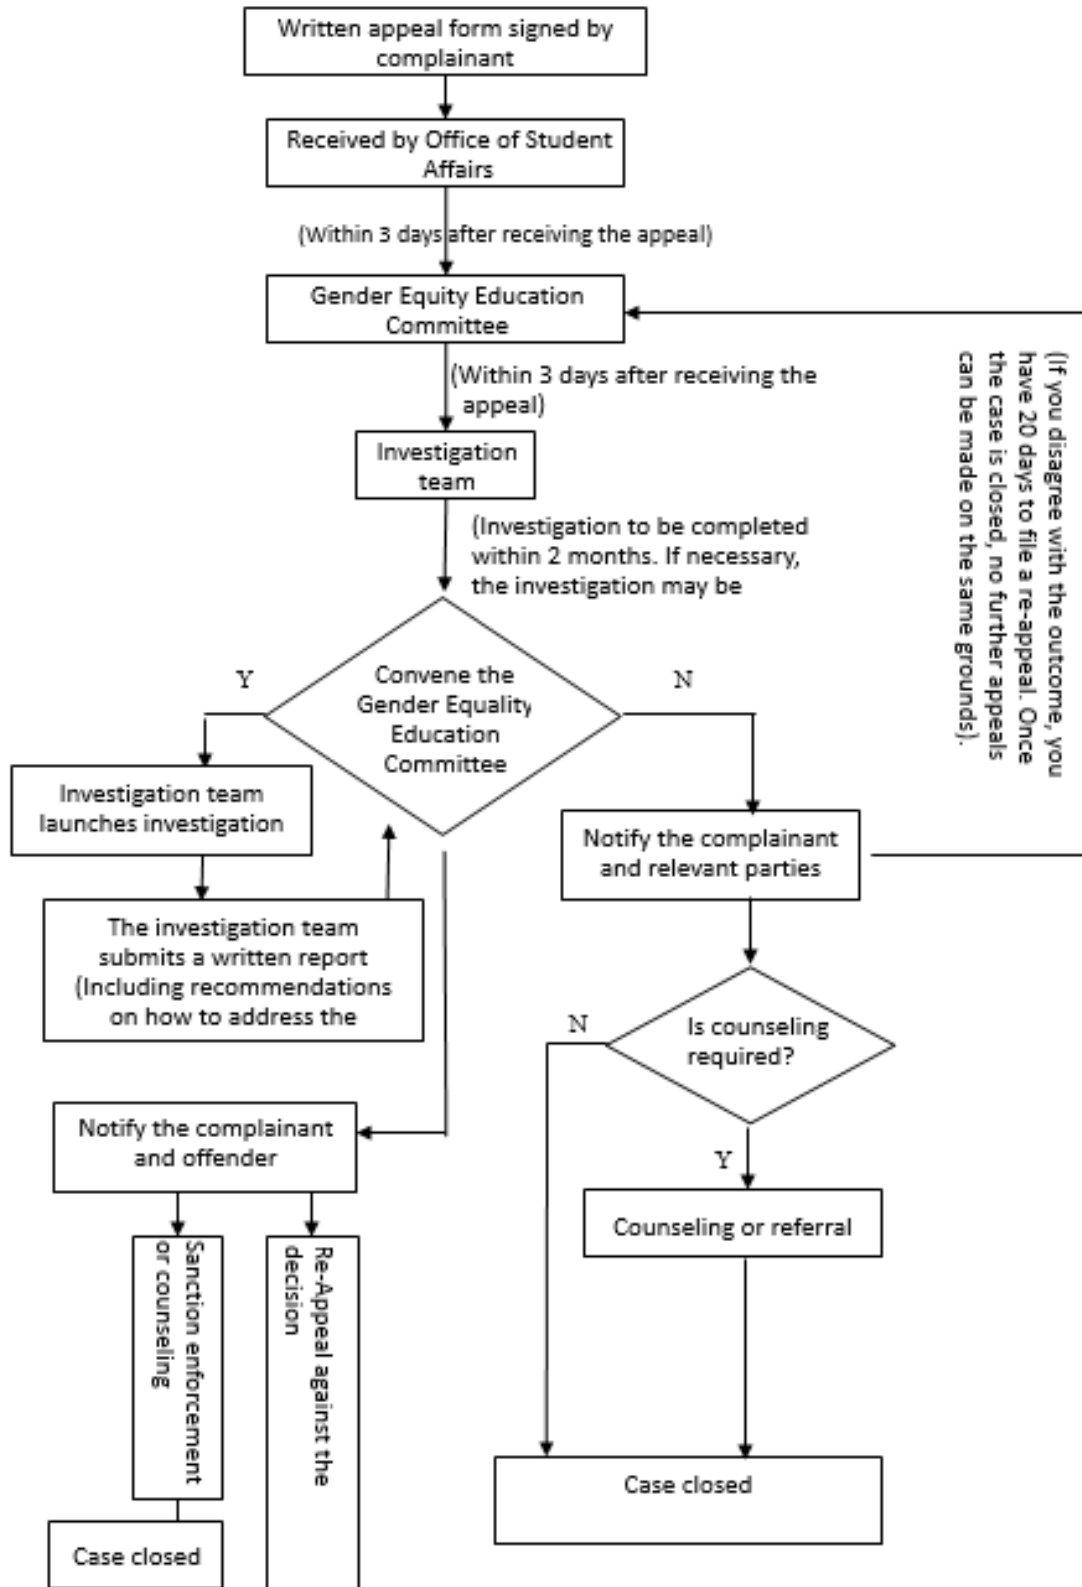 Written appeal form signed by
complainant
Received by Office of Student
Affairs
(Within 3 days after receiving the appeal)
Gender Equity Education
Committee
(Within 3 days after receiving the
appeal)
Investigation
team
(Investigation to be completed
within 2 months. If necessary,
the investigation may be
(If you disagree with the outcome, you
have 20 days to file a re-appeal. Once
the case is closed, no further appeals
can be made on the same grounds).
Y
Convene the
Gender Equality
Education
Committee
N
Investigation team
launches investigation
Notify the complainant
and relevant parties
The investigation team
submits a written report
(Including recommendations
on how to address the
N
Is counseling
required?
Y
Notify the complainant
and offender
Counseling or referral
Sanction enforcement
or counseling
Re-Appeal against the
decision
Case closed
Case closed